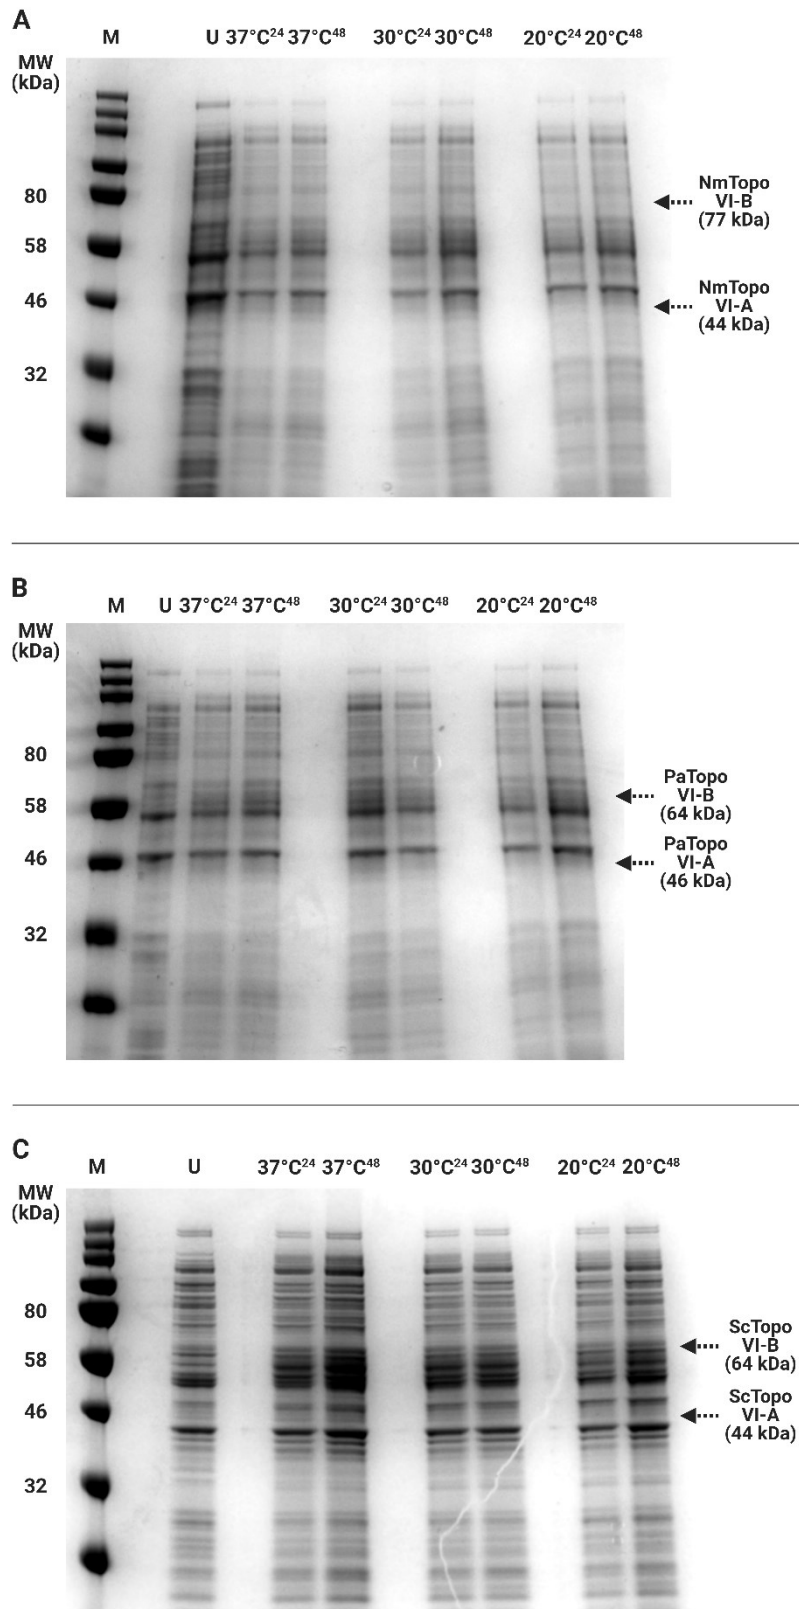 A
M U 37°C²⁴ 37°C⁴⁸ 30°C²⁴ 30°C⁴⁸ 20°C²⁴ 20°C⁴⁸
MW
(kDa)
80
58
46
32
NmTopo
VI-B
(77 kDa)
NmTopo
VI-A
(44 kDa)
B
M U 37°C²⁴ 37°C⁴⁸ 30°C²⁴ 30°C⁴⁸ 20°C²⁴ 20°C⁴⁸
MW
(kDa)
80
58
46
32
PaTopo
VI-B
(64 kDa)
PaTopo
VI-A
(46 kDa)
C
M U 37°C²⁴ 37°C⁴⁸ 30°C²⁴ 30°C⁴⁸ 20°C²⁴ 20°C⁴⁸
MW
(kDa)
80
58
46
32
ScTopo
VI-B
(64 kDa)
ScTopo
VI-A
(44 kDa)